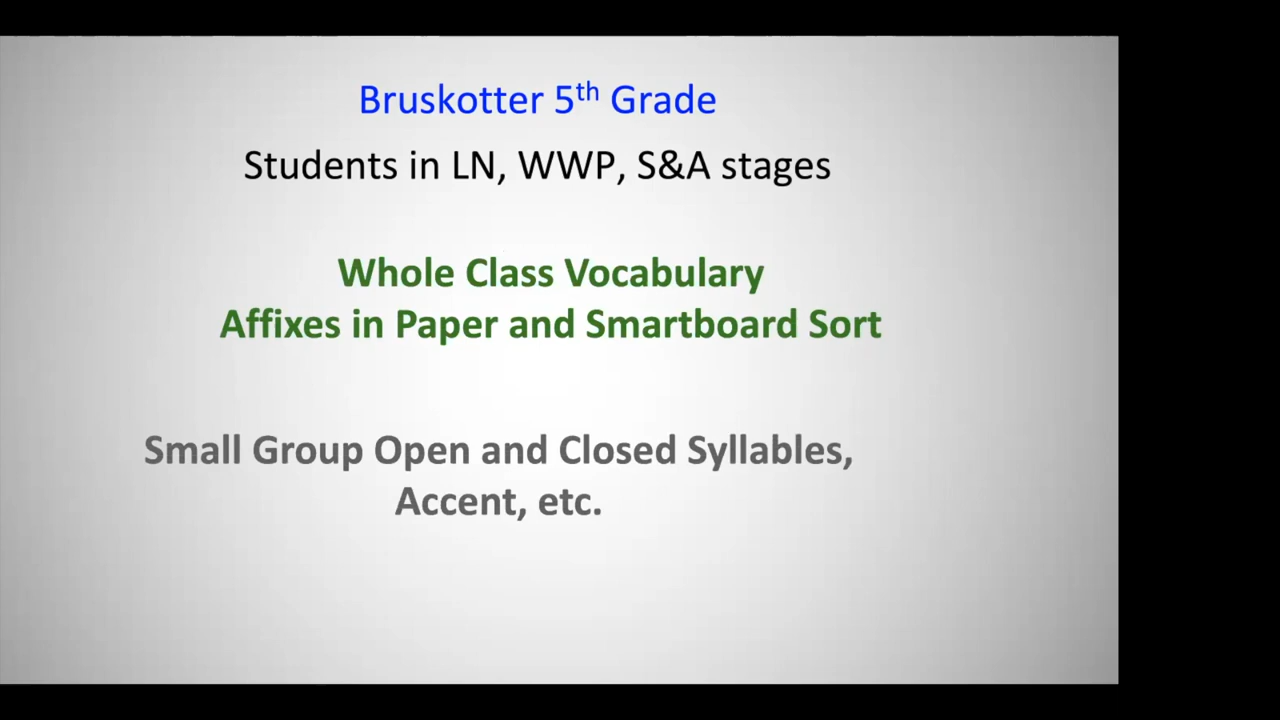 Bruskotter 5th Grade
Students in LN, WWP, S&A stages
Whole Class Vocabulary
Affixes in Paper and Smartboard Sort
Small Group Open and Closed Syllables,
Accent, etc.